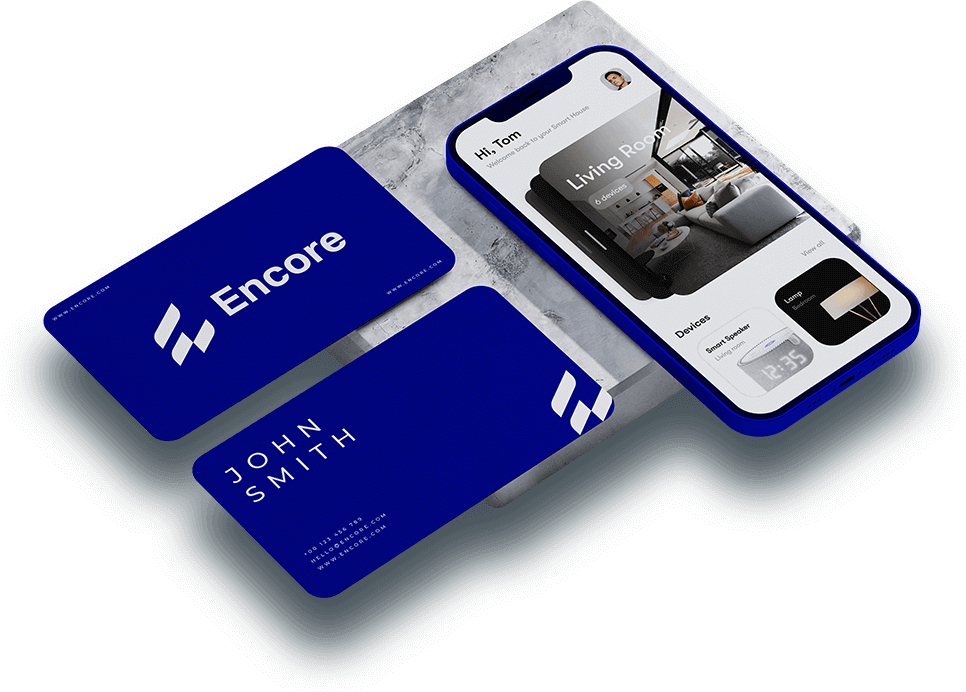 WWW.ENCORE.COM
Encore
WWW.ENCORE.COM
JOHN
SMITH
+00 123 456 789
HELLO@ENCORE.COM
WWW.ENCORE.COM
Hi, Tom
Welcome back to your Smart House
Living Room
6 devices
View all
Devices
Smart Speaker
Living room
12:35
Lamp
Bedroom